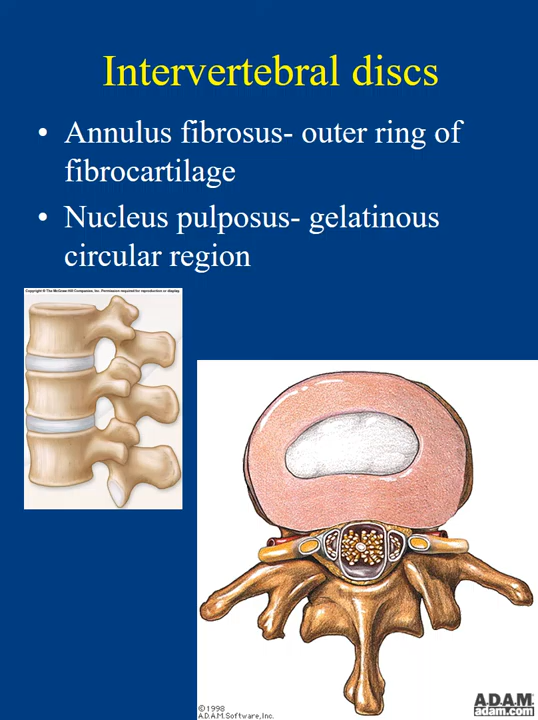 Intervertebral discs
• Annulus fibrosus- outer ring of
fibrocartilage
• Nucleus pulposus- gelatinous
circular region
Copyright © The McGraw-Hill Companies, Inc. Permission required for reproduction or display.
©1998
A.D.A.M. Software, Inc.
A.D.A.M.
adam.com